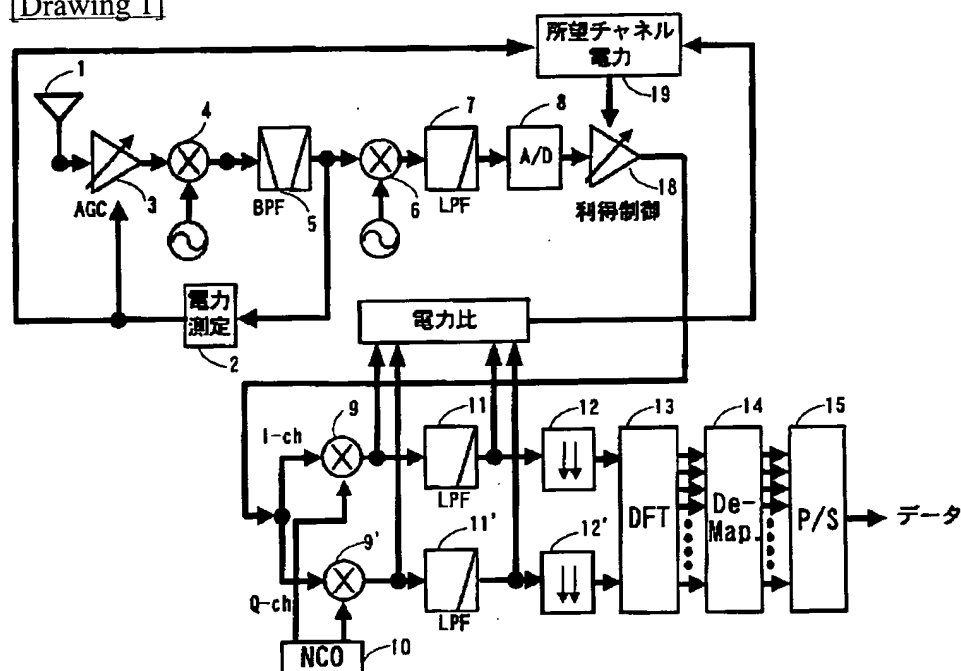 [Drawing 1]
所望チャネル
電力
19
1
4
7
8
A/D
3
AGC
BPF
5
6
LPF
18
利得制御
電力
測定
2
電力比
9
11
12
13
14
15
I-ch
LPF
DFT
De-
Map.
P/S
データ
9'
11'
12'
Q-ch
LPF
NCO
10